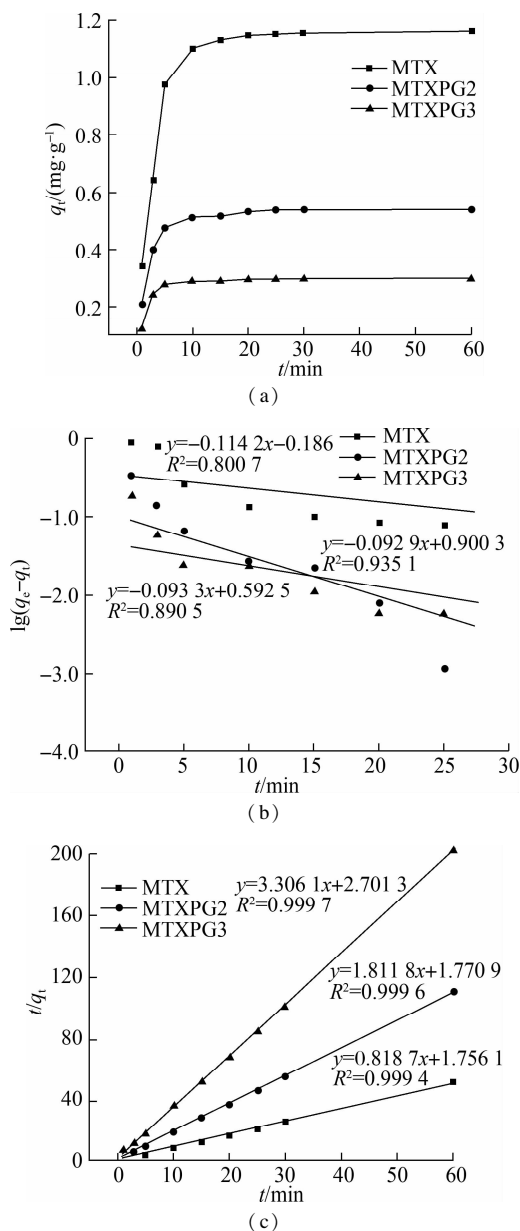 1.2
1.0
0.8
0.6
0.4
0.2
qt/(mg·g⁻¹)
MTX
MTXPG2
MTXPG3
0 10 20 30 40 50 60
t/min
(a)
0
−1.0
−2.0
−3.0
−4.0
lg(qe−qt)
y=−0.114 2x−0.186
R²=0.800 7
MTX
MTXPG2
MTXPG3
y=−0.092 9x+0.900 3
R²=0.935 1
y=−0.093 3x+0.592 5
R²=0.890 5
0 5 10 15 20 25 30
t/min
(b)
200
160
120
80
40
0
t/qt
MTX
MTXPG2
MTXPG3
y=3.306 1x+2.701 3
R²=0.999 7
y=1.811 8x+1.770 9
R²=0.999 6
y=0.818 7x+1.756 1
R²=0.999 4
0 10 20 30 40 50 60
t/min
(c)